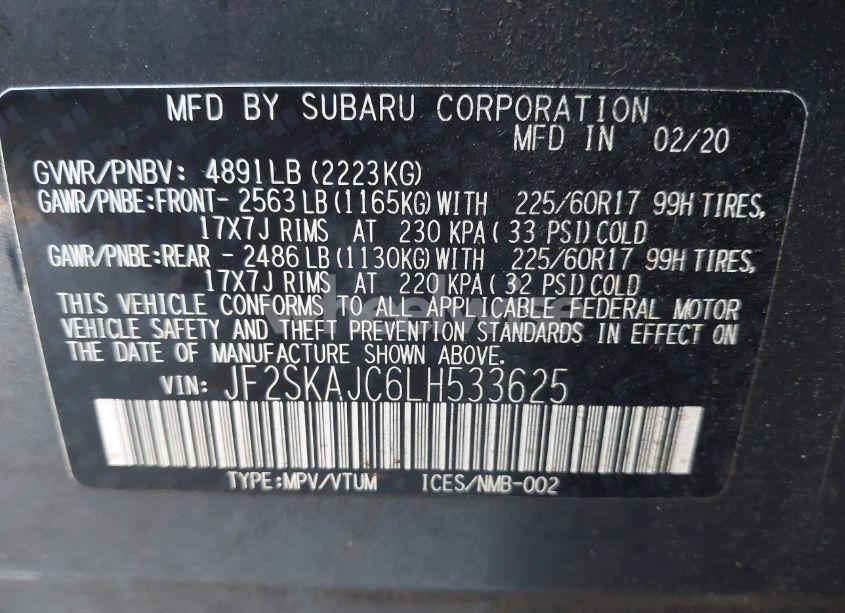 MFD BY SUBARU CORPORATION
MFD IN 02/20
GVWR/PNBV: 4891LB (2223KG)
GAWR/PNBE:FRONT- 2563 LB (1165KG) WITH 225/60R17 99H TIRES,
17X7J RIMS AT 230 KPA ( 33 PSI) COLD
GAWR/PNBE:REAR - 2486 LB (1130KG) WITH 225/60R17 99H TIRES,
17X7J RIMS AT 220 KPA ( 32 PSI) COLD
THIS VEHICLE CONFORMS TO ALL APPLICABLE FEDERAL MOTOR
VEHICLE SAFETY AND THEFT PREVENTION STANDARDS IN EFFECT ON
THE DATE OF MANUFACTURE SHOWN ABOVE.
VIN: JF2SKAJC6LH533625
TYPE:MPV/VTUM ICES/NMB-002